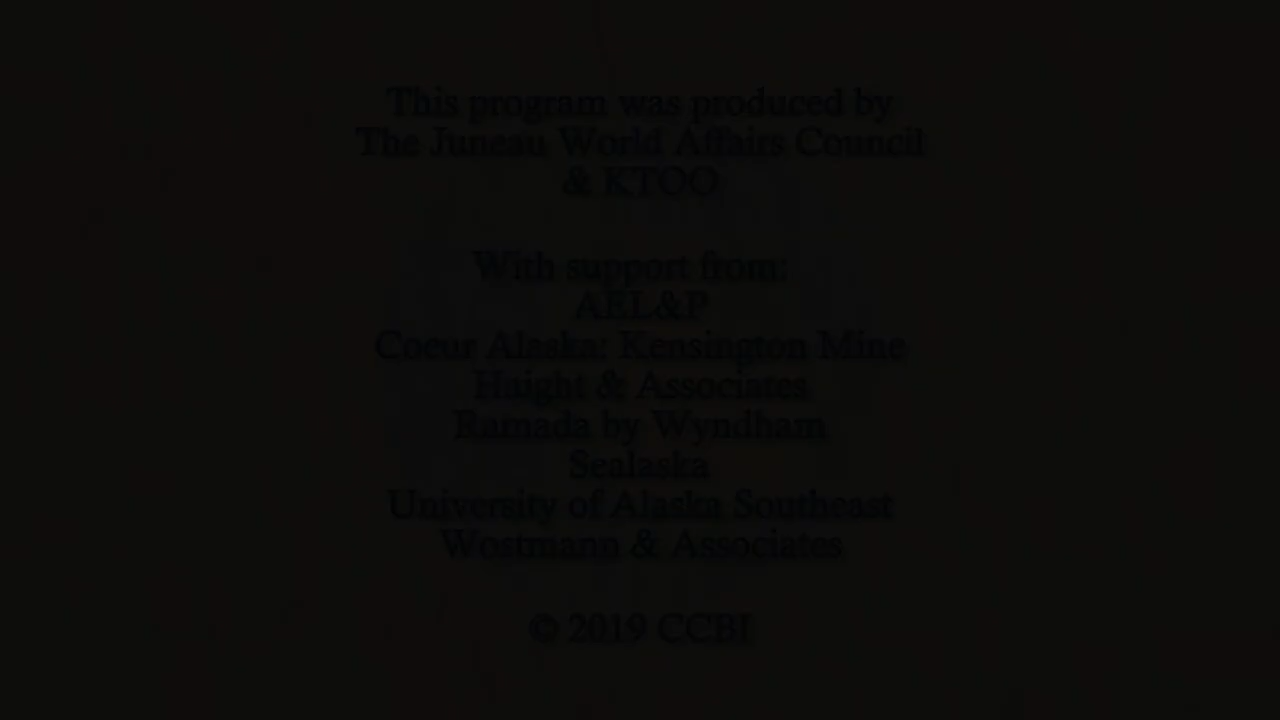 This program was produced by
The Juneau World Affairs Council
& KTOO
With support from:
AEL&P
Coeur Alaska: Kensington Mine
Haight & Associates
Ramada by Wyndham
Sealaska
University of Alaska Southeast
Wostmann & Associates
© 2019 CCBI